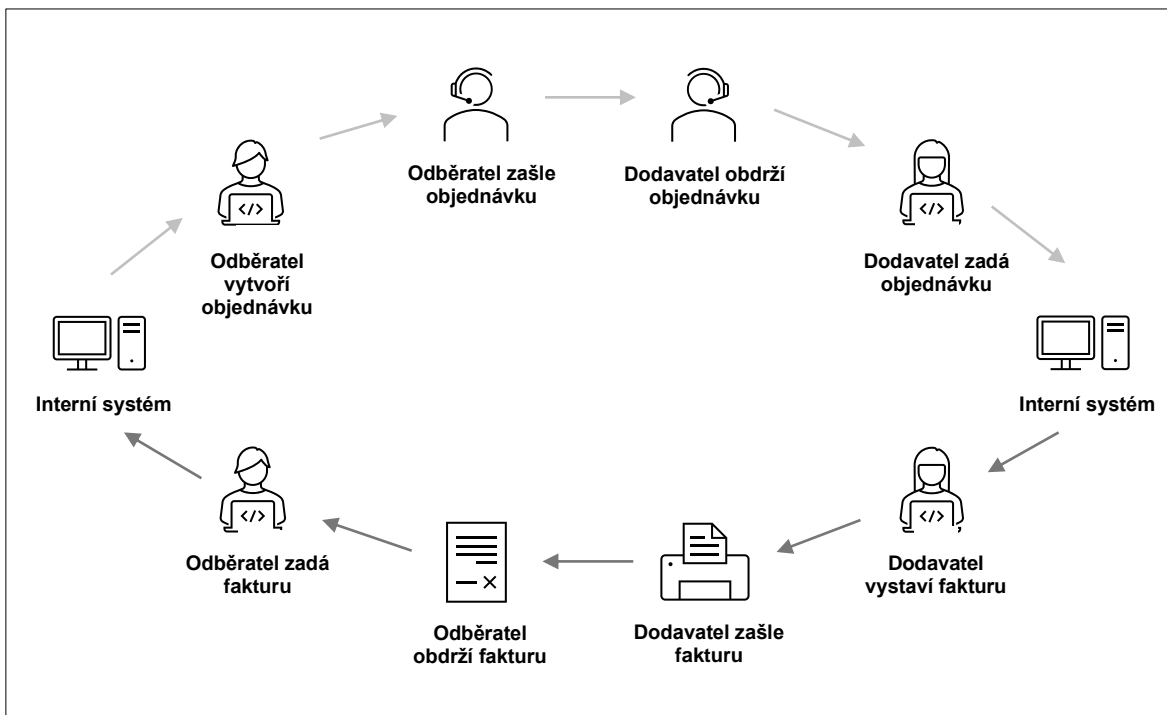 Odběratel zašle
objednávku
Dodavatel obdrží
objednávku
</>
Odběratel
vytvoří
objednávku
</>
Dodavatel zadá
objednávku
Interní systém
Interní systém
</>
Odběratel zadá
fakturu
Odběratel
obdrží fakturu
Dodavatel zašle
fakturu
</>
Dodavatel
vystaví fakturu